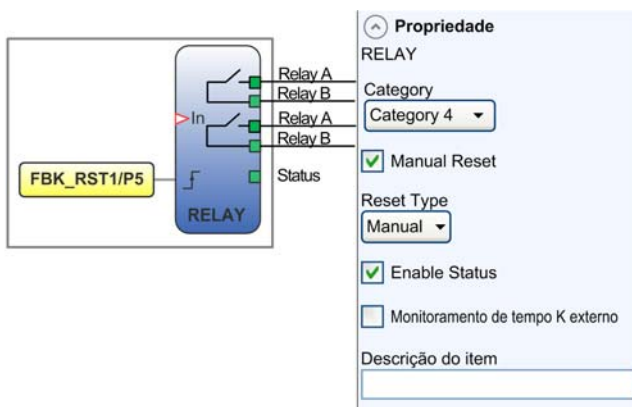 Relay A
Relay B
In
Relay A
Relay B
FBK_RST1/P5
Status
RELAY
Propriedade
RELAY
Category
Category 4
Manual Reset
Reset Type
Manual
Enable Status
Monitoramento de tempo K externo
Descrição do item